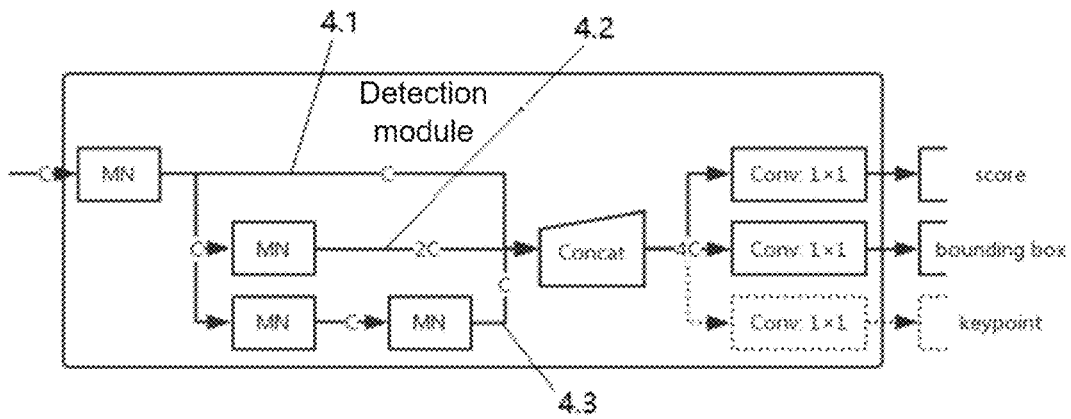 4.1
4.2
Detection
module
C
MN
C
Conv: 1×1
score
C
MN
2C
Concat
4C
Conv: 1×1
bounding box
C
MN
C
MN
Conv: 1×1
keypoint
4.3